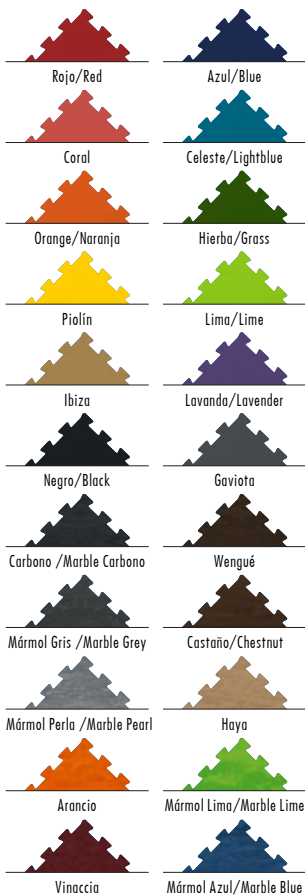 Rojo/Red
Azul/Blue
Coral
Celeste/Lightblue
Orange/Naranja
Hierba/Grass
Piolín
Lima/Lime
Ibiza
Lavanda/Lavender
Negro/Black
Gaviota
Carbono /Marble Carbono
Wengué
Mármol Gris /Marble Grey
Castaño/Chestnut
Mármol Perla /Marble Pearl
Haya
Arancio
Mármol Lima/Marble Lime
Vinaccia
Mármol Azul/Marble Blue